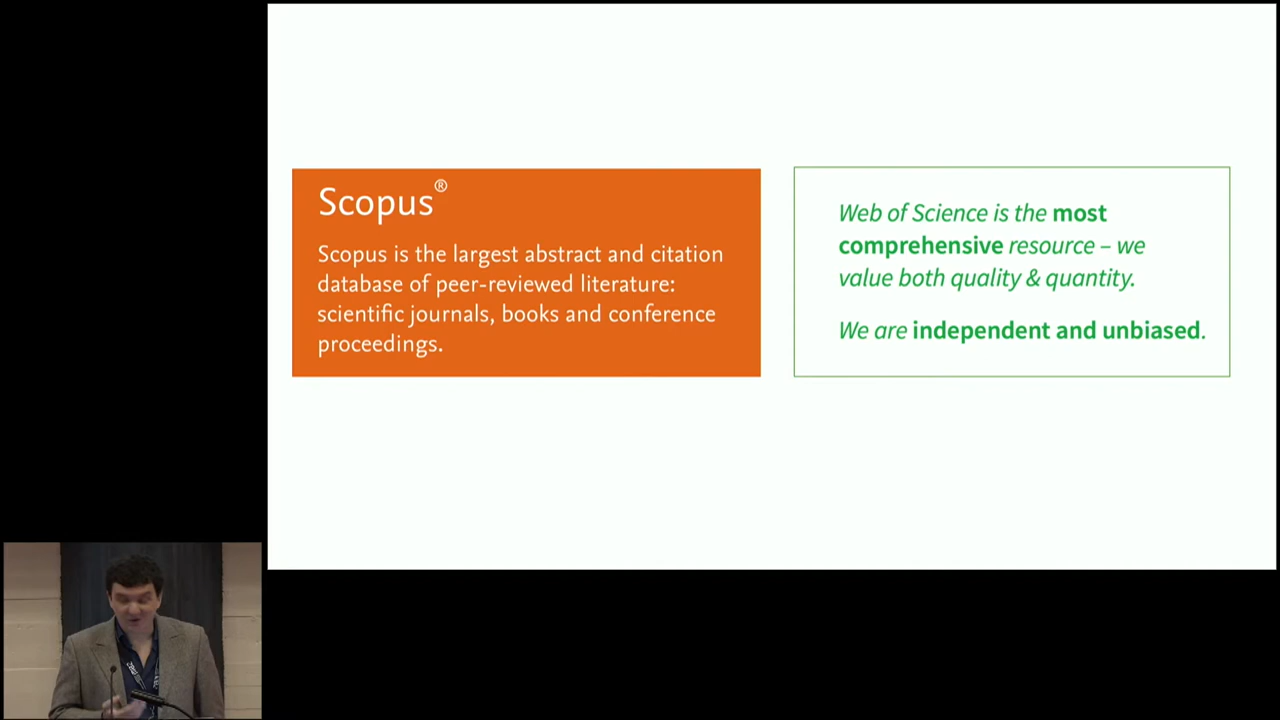 Scopus®
Scopus is the largest abstract and citation
database of peer-reviewed literature:
scientific journals, books and conference
proceedings.
Web of Science is the most
comprehensive resource – we
value both quality & quantity.
We are independent and unbiased.